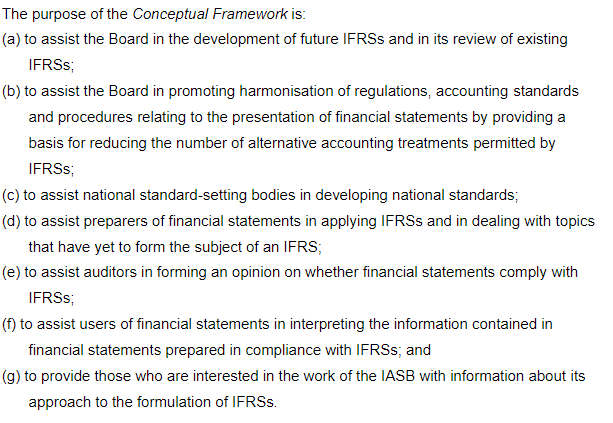 The purpose of the Conceptual Framework is:
(a) to assist the Board in the development of future IFRSs and in its review of existing
IFRSs;
(b) to assist the Board in promoting harmonisation of regulations, accounting standards
and procedures relating to the presentation of financial statements by providing a
basis for reducing the number of alternative accounting treatments permitted by
IFRSs;
(c) to assist national standard-setting bodies in developing national standards;
(d) to assist preparers of financial statements in applying IFRSs and in dealing with topics
that have yet to form the subject of an IFRS;
(e) to assist auditors in forming an opinion on whether financial statements comply with
IFRSs;
(f) to assist users of financial statements in interpreting the information contained in
financial statements prepared in compliance with IFRSs; and
(g) to provide those who are interested in the work of the IASB with information about its
approach to the formulation of IFRSs.